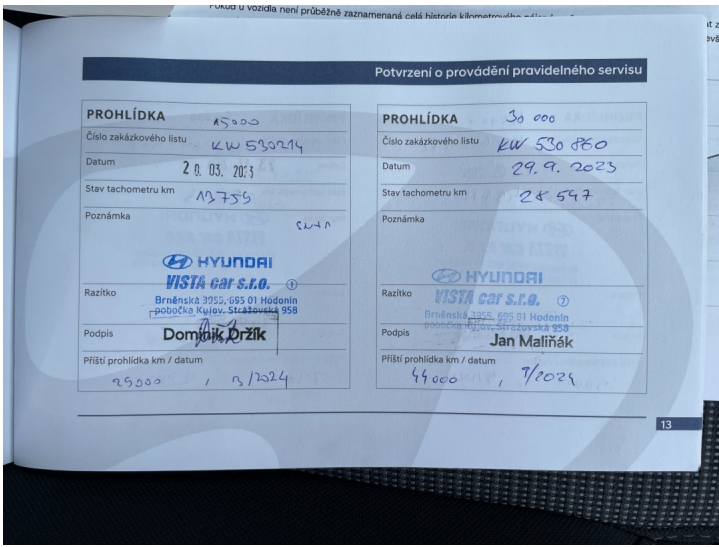 Pokud u vozidla není průběžně zaznamenaná celá historie kilometrového
Potvrzení o provádění pravidelného servisu
PROHLÍDKA 15000
Číslo zakázkového listu KW 530214
Datum 20. 03. 2023
Stav tachometru km 13759
Poznámka
HYUNDAI
VISTA car s.r.o. 1
Razítko
Brněnská 3955, 695 01 Hodonín
pobočka Kyjov, Strážovská 958
Podpis Dominik Držík
Příští prohlídka km / datum
29000 , 3/2024
PROHLÍDKA 30 000
Číslo zakázkového listu KW 530 860
Datum 29. 9. 2023
Stav tachometru km 28 547
Poznámka
HYUNDAI
Razítko VISTA car s.r.o. 7
Brněnská 3955, 695 01 Hodonín
pobočka Kyjov, Strážovská 958
Podpis Jan Maliňák
Příští prohlídka km / datum
44000 , 9/2024
13